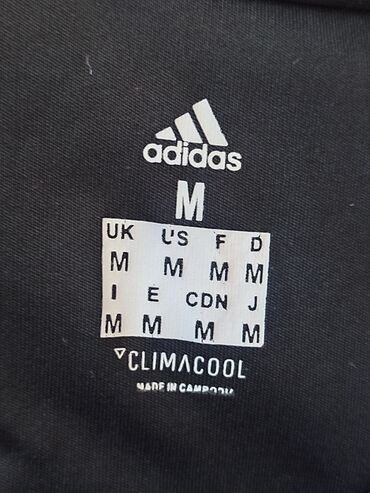 adidas
M
UK US F D
M M M M
I E CDN J
M M M M
CLIMACOOL
MADE IN CAMBODIA